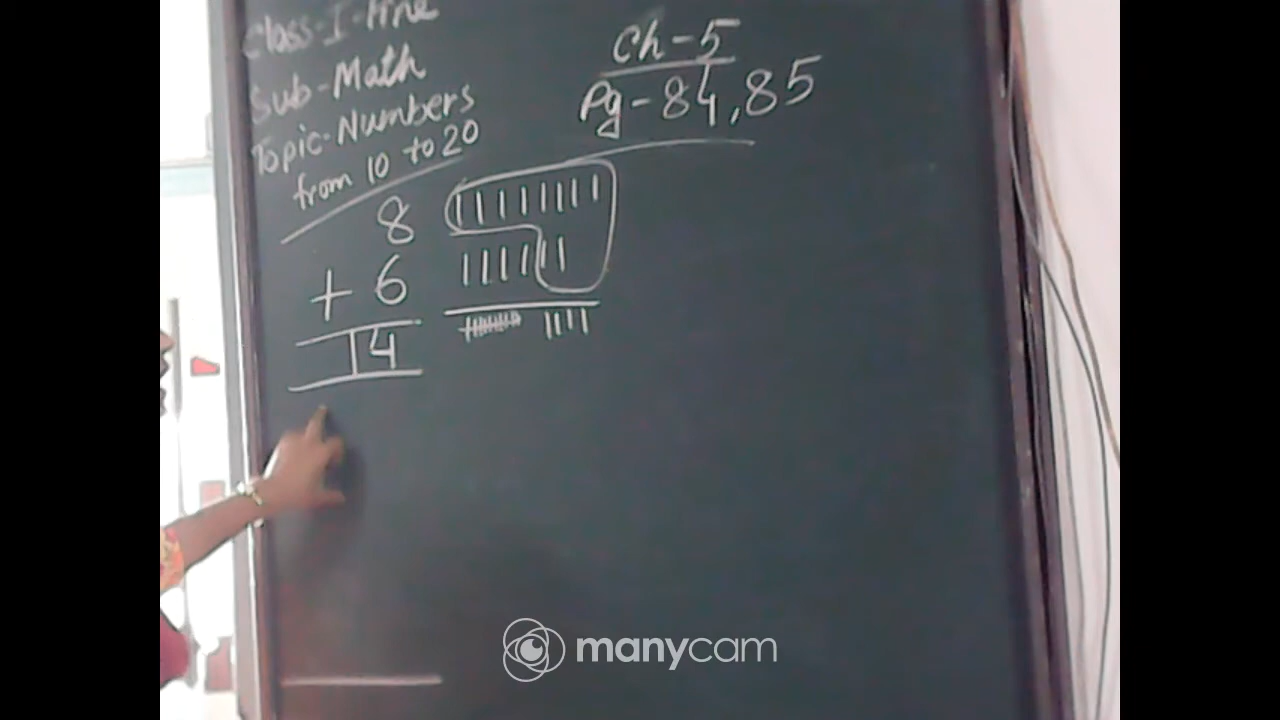 Class-I-Fine
Sub-Math
Topic-Numbers
from 10 to 20
Ch-5
Pg-84,85
8
+ 6
14
manycam